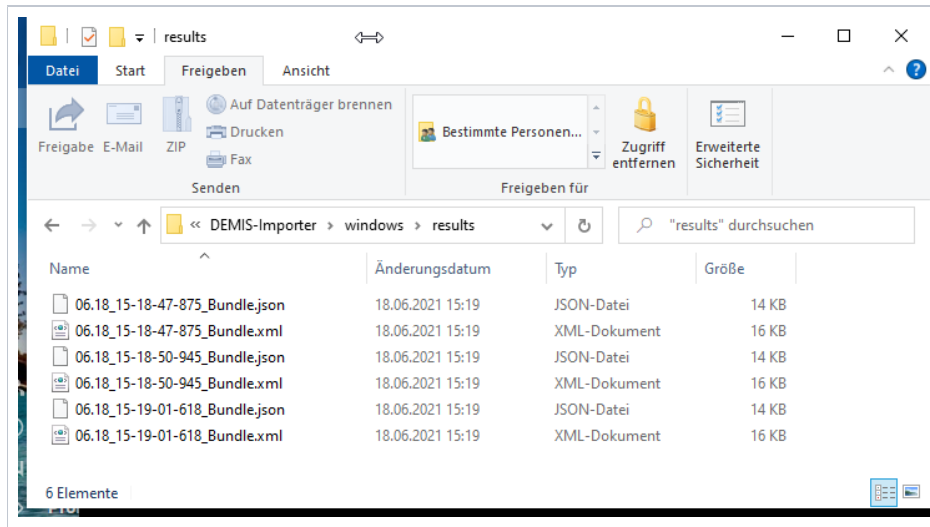 results
Datei Start Freigeben Ansicht
Freigabe E-Mail ZIP
Auf Datenträger brennen
Drucken
Fax
Senden
Bestimmte Personen...
Zugriff
entfernen
Freigeben für
Erweiterte
Sicherheit
« DEMIS-Importer › windows › results
"results" durchsuchen
Name Änderungsdatum Typ Größe
06.18_15-18-47-875_Bundle.json 18.06.2021 15:19 JSON-Datei 14 KB
06.18_15-18-47-875_Bundle.xml 18.06.2021 15:19 XML-Dokument 16 KB
06.18_15-18-50-945_Bundle.json 18.06.2021 15:19 JSON-Datei 14 KB
06.18_15-18-50-945_Bundle.xml 18.06.2021 15:19 XML-Dokument 16 KB
06.18_15-19-01-618_Bundle.json 18.06.2021 15:19 JSON-Datei 14 KB
06.18_15-19-01-618_Bundle.xml 18.06.2021 15:19 XML-Dokument 16 KB
6 Elemente